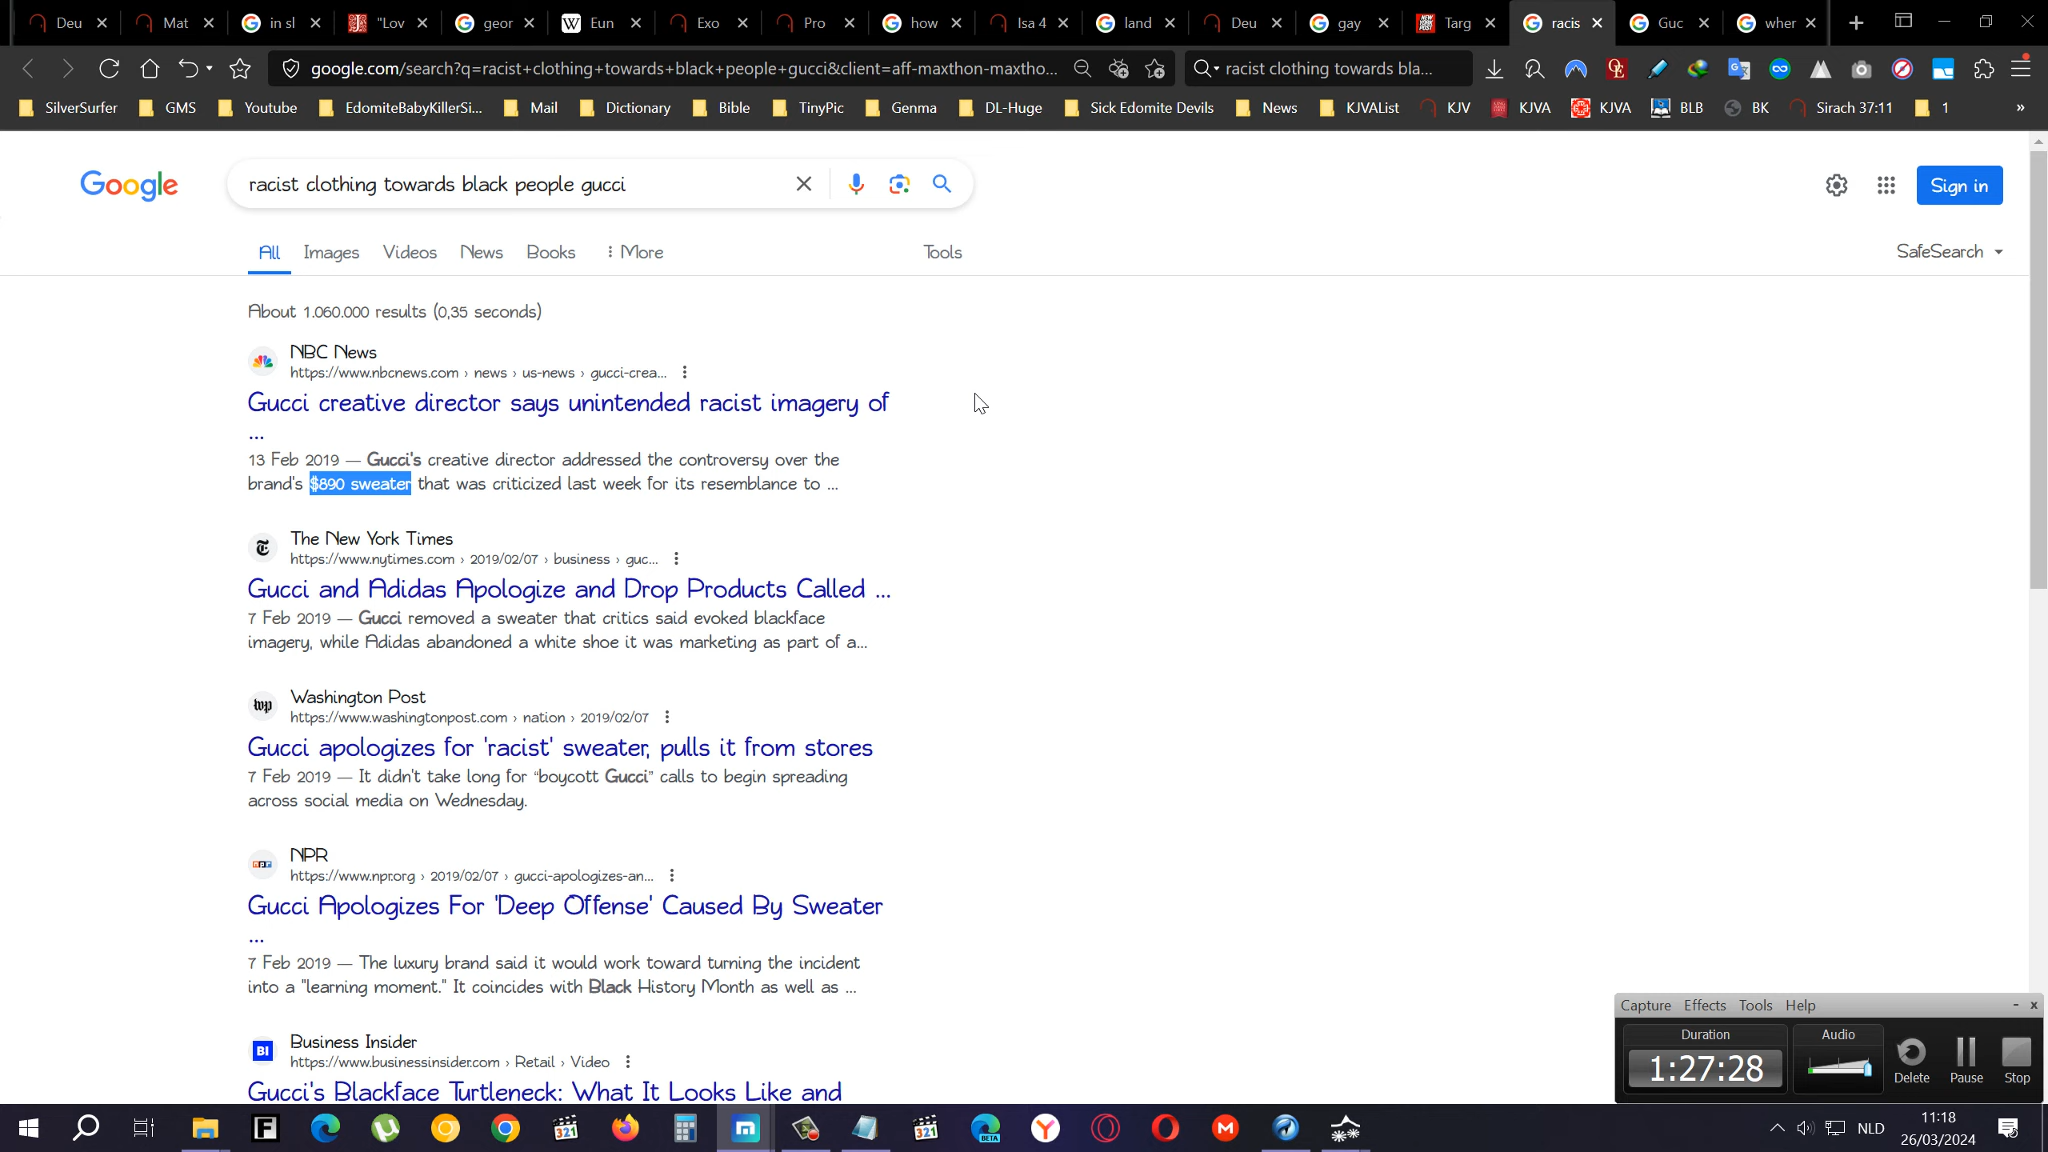 Deu
Mat
in sl
"Lov
geor
Eun
Exo
Pro
how
Isa 4
land
Deu
gay
Targ
racis
Guc
wher
google.com/search?q=racist+clothing+towards+black+people+gucci&client=aff-maxthon-maxtho...
racist clothing towards bla...
SilverSurfer
GMS
Youtube
EdomiteBabyKillerSi...
Mail
Dictionary
Bible
TinyPic
Genma
DL-Huge
Sick Edomite Devils
News
KJVAList
KJV
KJVA
KJVA
BLB
BK
Sirach 37:11
1
»
Google
racist clothing towards black people gucci
Sign in
All
Images
Videos
News
Books
More
Tools
SafeSearch
About 1.060.000 results (0,35 seconds)
NBC News
https://www.nbcnews.com › news › us-news › gucci-crea...
Gucci creative director says unintended racist imagery of
...
13 Feb 2019 — Gucci's creative director addressed the controversy over the
brand's $890 sweater that was criticized last week for its resemblance to ...
The New York Times
https://www.nytimes.com › 2019/02/07 › business › guc...
Gucci and Adidas Apologize and Drop Products Called ...
7 Feb 2019 — Gucci removed a sweater that critics said evoked blackface
imagery, while Adidas abandoned a white shoe it was marketing as part of a...
wp
Washington Post
https://www.washingtonpost.com › nation › 2019/02/07
Gucci apologizes for 'racist' sweater, pulls it from stores
7 Feb 2019 — It didn't take long for “boycott Gucci” calls to begin spreading
across social media on Wednesday.
npr
NPR
https://www.npr.org › 2019/02/07 › gucci-apologizes-an...
Gucci Apologizes For 'Deep Offense' Caused By Sweater
...
7 Feb 2019 — The luxury brand said it would work toward turning the incident
into a "learning moment." It coincides with Black History Month as well as ...
BI
Business Insider
https://www.businessinsider.com › Retail › Video
Gucci's Blackface Turtleneck: What It Looks Like and
Capture Effects Tools Help
Duration
Audio
1:27:28
Delete
Pause
Stop
NLD
11:18
26/03/2024